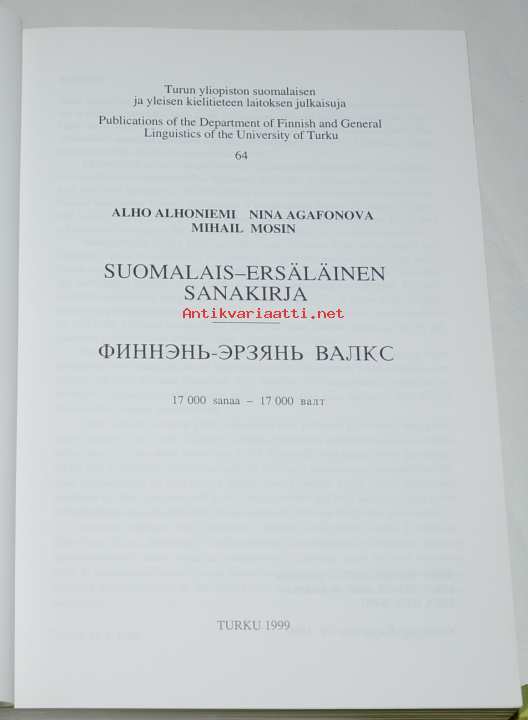 Turun yliopiston suomalaisen
ja yleisen kielitieteen laitoksen julkaisuja
Publications of the Department of Finnish and General
Linguistics of the University of Turku
64
ALHO ALHONIEMI NINA AGAFONOVA
MIHAIL MOSIN
SUOMALAIS–ERSÄLÄINEN
SANAKIRJA
Antikvariaatti.net
ФИННЭНЬ-ЭРЗЯНЬ ВАЛКС
17 000 sanaa – 17 000 валт
TURKU 1999